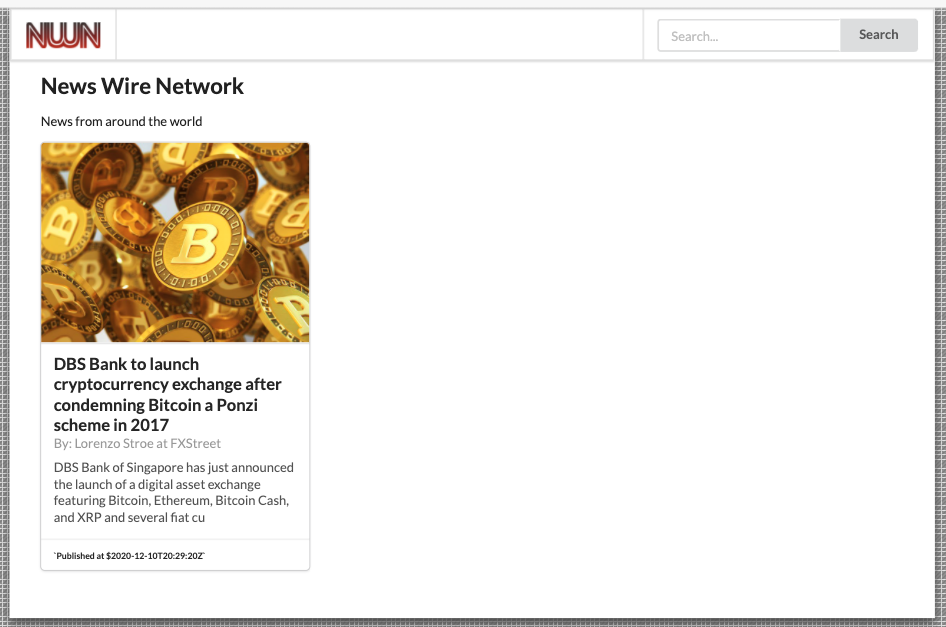 NWN
Search...
Search
News Wire Network
News from around the world
B
DBS Bank to launch
cryptocurrency exchange after
condemning Bitcoin a Ponzi
scheme in 2017
By: Lorenzo Stroe at FXStreet
DBS Bank of Singapore has just announced
the launch of a digital asset exchange
featuring Bitcoin, Ethereum, Bitcoin Cash,
and XRP and several fiat cu
`Published at $2020-12-10T20:29:20Z`